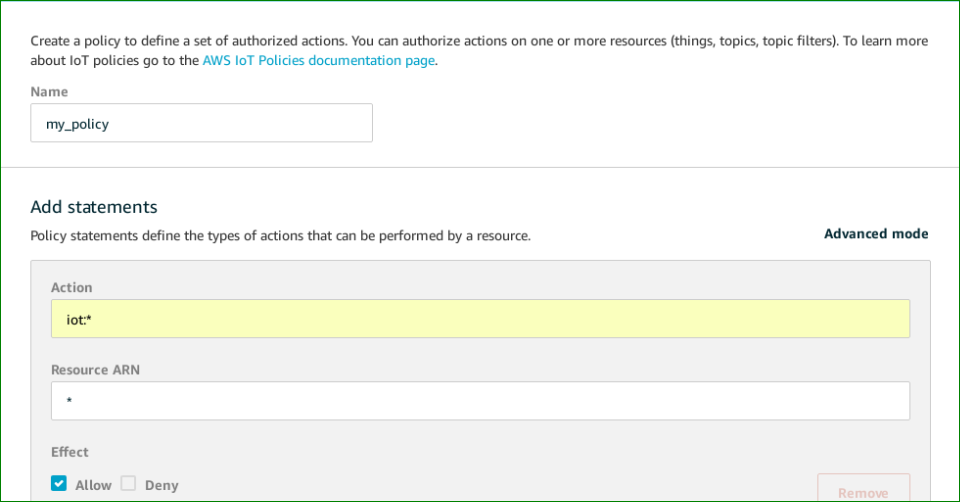 Create a policy to define a set of authorized actions. You can authorize actions on one or more resources (things, topics, topic filters). To learn more
about IoT policies go to the AWS IoT Policies documentation page.
Name
my_policy
Add statements
Policy statements define the types of actions that can be performed by a resource.
Advanced mode
Action
iot:*
Resource ARN
*
Effect
Allow Deny
Remove